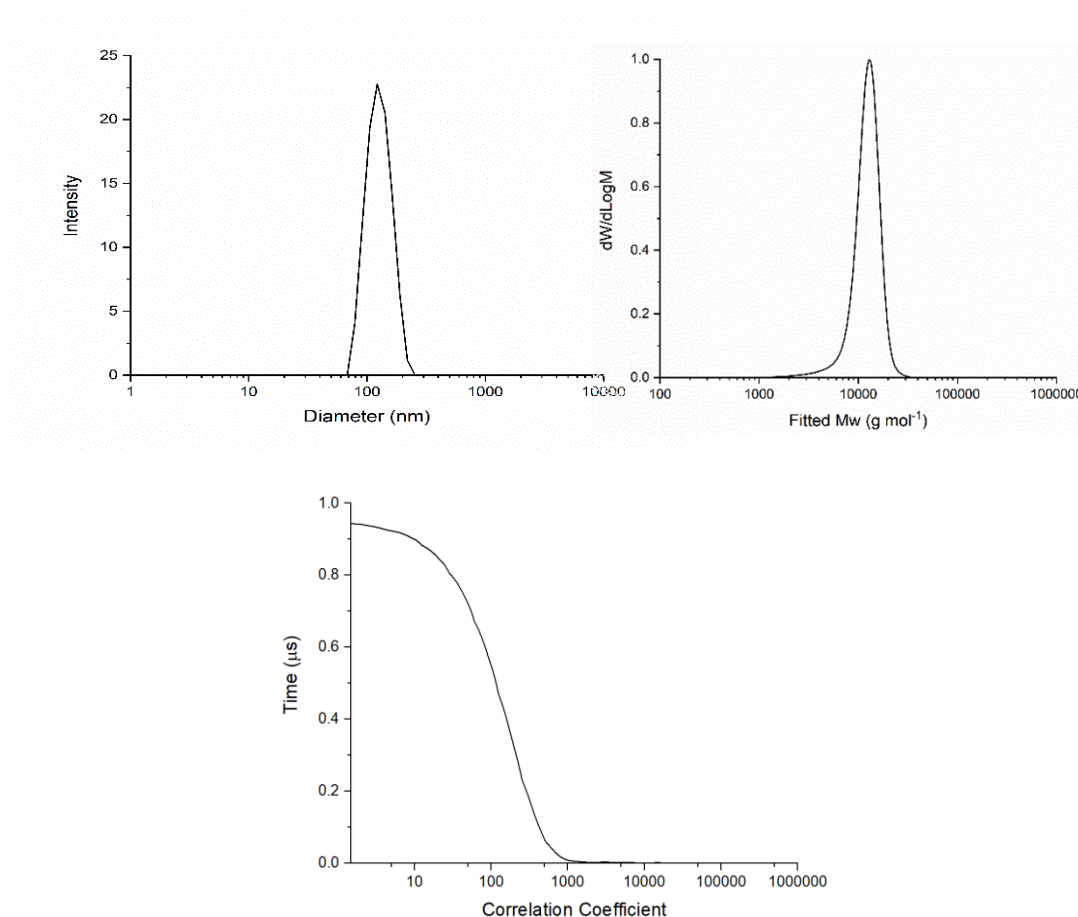 25
20
15
10
5
0
Intensity
1 10 100 1000 10000
Diameter (nm)
1.0
0.8
0.6
0.4
0.2
0.0
dW/dLogM
100 1000 10000 100000 1000000
Fitted Mw (g mol⁻¹)
1.0
0.8
0.6
0.4
0.2
0.0
Time (μs)
10 100 1000 10000 100000 1000000
Correlation Coefficient